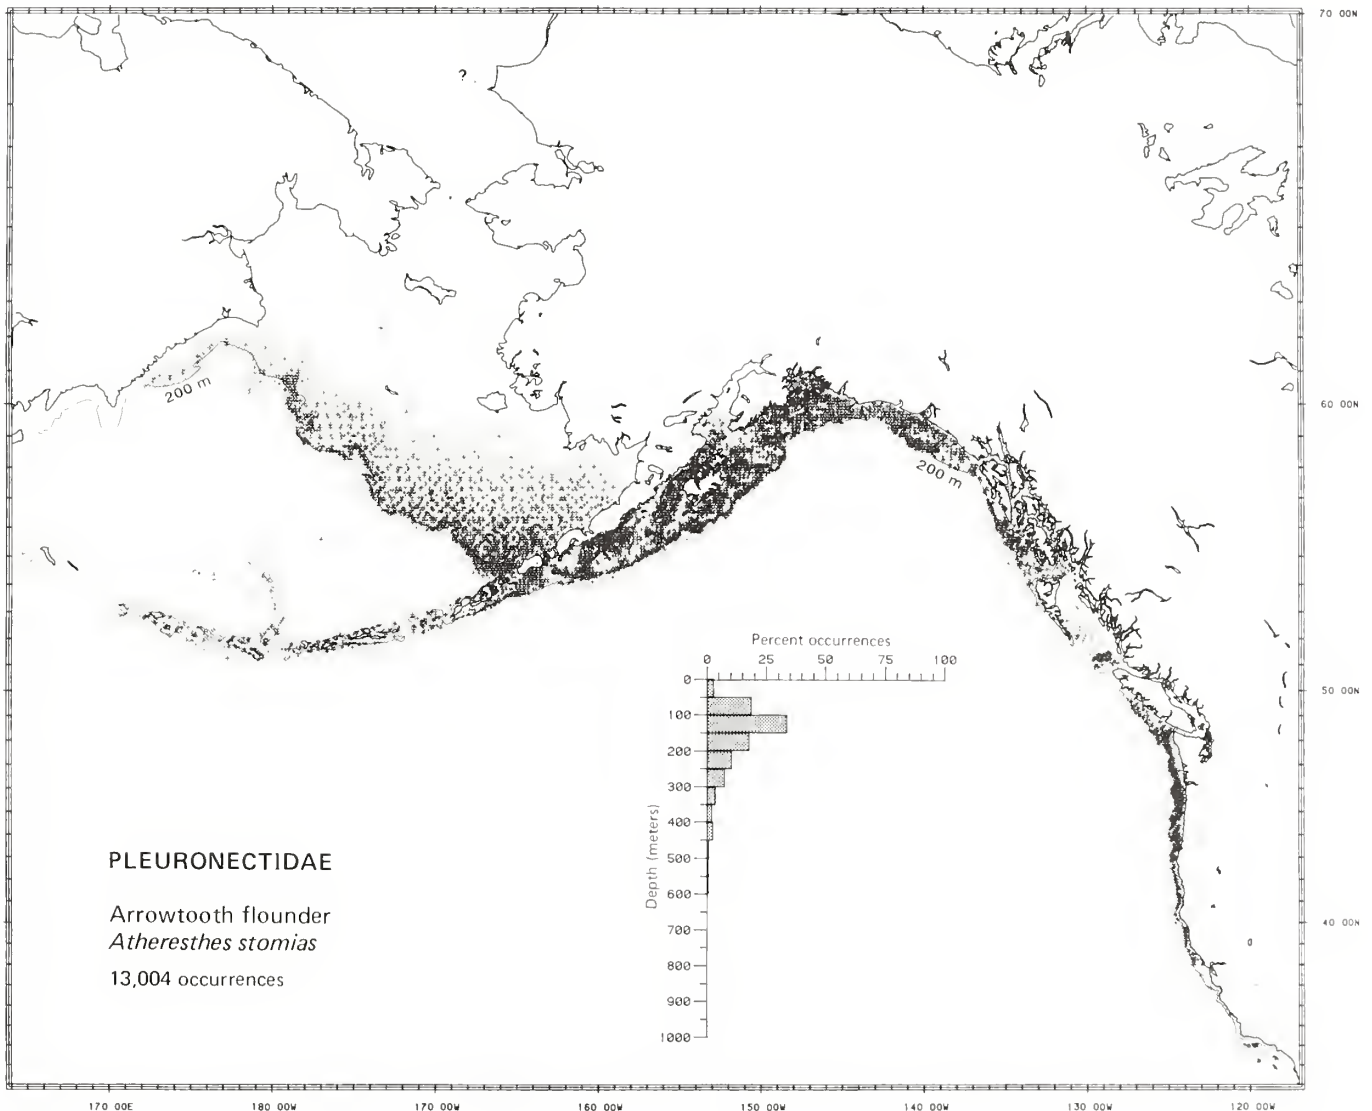 70 00N
?
200 m
60 00N
200 m
Percent occurrences
0 25 50 75 100
50 00N
0
100
200
300
400
500
600
700
800
900
1000
Depth (meters)
PLEURONECTIDAE
Arrowtooth flounder
Atheresthes stomias
13,004 occurrences
40 00N
170 00E 180 00W 170 00W 160 00W 150 00W 140 00W 130 00W 120 00W